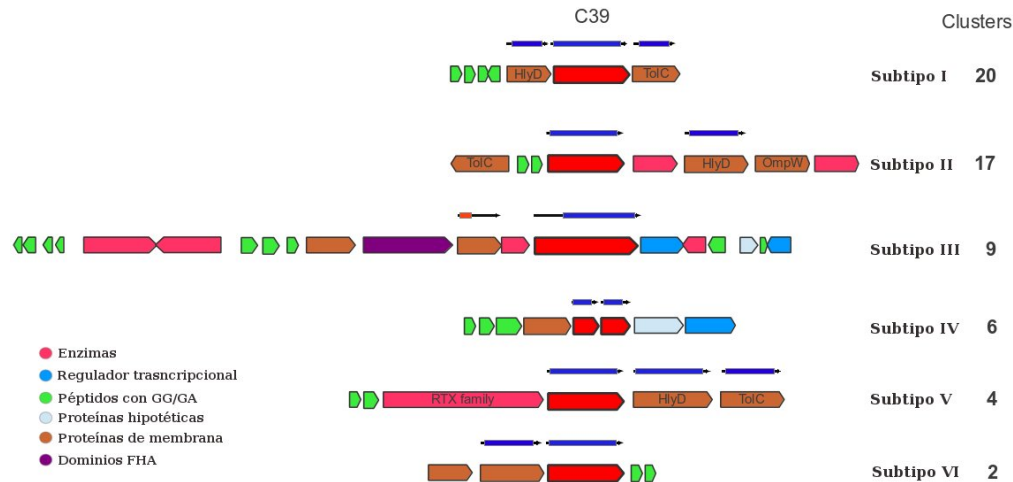 C39
Clusters
HlyD TolC Subtipo I 20
TolC HlyD OmpW Subtipo II 17
Subtipo III 9
Subtipo IV 6
Enzimas
Regulador trasncripcional
Péptidos con GG/GA
RTX family HlyD TolC Subtipo V 4
Proteínas hipotéticas
Proteínas de membrana
Dominios FHA
Subtipo VI 2